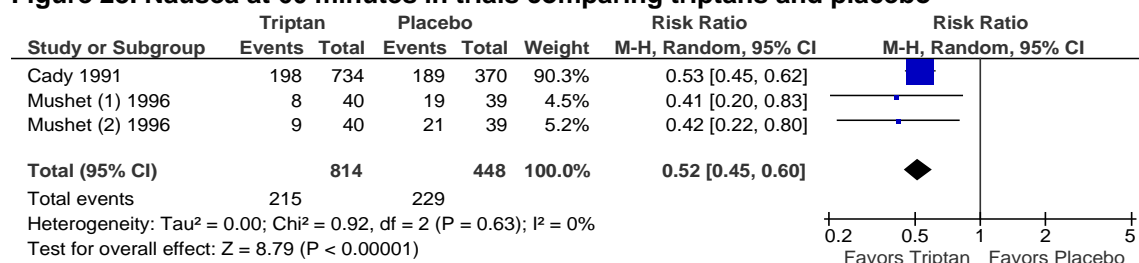 Figure 25. Nausea at 60 minutes in trials comparing triptans and placebo
Triptan Placebo Risk Ratio Risk Ratio
Study or Subgroup Events Total Events Total Weight M-H, Random, 95% CI M-H, Random, 95% CI
Cady 1991 198 734 189 370 90.3% 0.53 [0.45, 0.62]
Mushet (1) 1996 8 40 19 39 4.5% 0.41 [0.20, 0.83]
Mushet (2) 1996 9 40 21 39 5.2% 0.42 [0.22, 0.80]
Total (95% CI) 814 448 100.0% 0.52 [0.45, 0.60]
Total events 215 229
Heterogeneity: Tau² = 0.00; Chi² = 0.92, df = 2 (P = 0.63); I² = 0%
Test for overall effect: Z = 8.79 (P < 0.00001)
0.2 0.5 1 2 5
Favors Triptan Favors Placebo